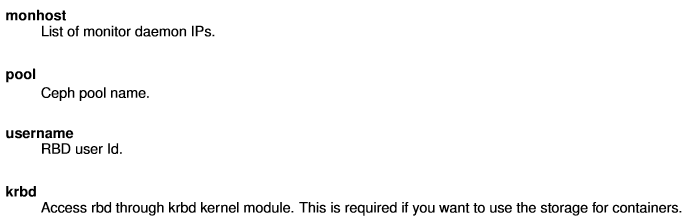 monhost
List of monitor daemon IPs.
pool
Ceph pool name.
username
RBD user Id.
krbd
Access rbd through krbd kernel module. This is required if you want to use the storage for containers.